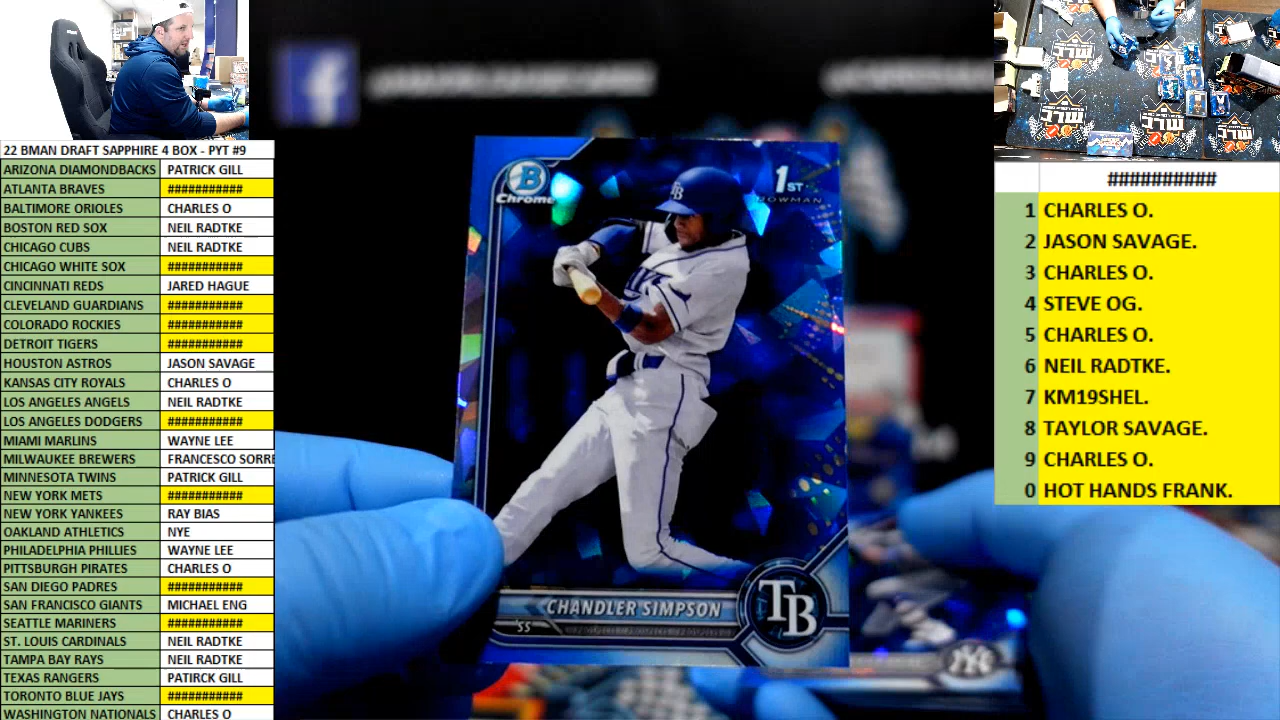 22 BMAN DRAFT SAPPHIRE 4 BOX - PYT #9
ARIZONA DIAMONDBACKS PATRICK GILL
ATLANTA BRAVES ###########
BALTIMORE ORIOLES CHARLES O
BOSTON RED SOX NEIL RADTKE
CHICAGO CUBS NEIL RADTKE
CHICAGO WHITE SOX ###########
CINCINNATI REDS JARED HAGUE
CLEVELAND GUARDIANS ###########
COLORADO ROCKIES ###########
DETROIT TIGERS ###########
HOUSTON ASTROS JASON SAVAGE
KANSAS CITY ROYALS CHARLES O
LOS ANGELES ANGELS NEIL RADTKE
LOS ANGELES DODGERS ###########
MIAMI MARLINS WAYNE LEE
MILWAUKEE BREWERS FRANCESCO SORRE
MINNESOTA TWINS PATRICK GILL
NEW YORK METS ###########
NEW YORK YANKEES RAY BIAS
OAKLAND ATHLETICS NYE
PHILADELPHIA PHILLIES WAYNE LEE
PITTSBURGH PIRATES CHARLES O
SAN DIEGO PADRES ###########
SAN FRANCISCO GIANTS MICHAEL ENG
SEATTLE MARINERS ###########
ST. LOUIS CARDINALS NEIL RADTKE
TAMPA BAY RAYS NEIL RADTKE
TEXAS RANGERS PATIRCK GILL
TORONTO BLUE JAYS ###########
WASHINGTON NATIONALS CHARLES O
B
Chrome
1ST
BOWMAN
TB
CHANDLER SIMPSON
'SS
TB
NY
MLC
MLC
MLC
##########
1 CHARLES O.
2 JASON SAVAGE.
3 CHARLES O.
4 STEVE OG.
5 CHARLES O.
6 NEIL RADTKE.
7 KM19SHEL.
8 TAYLOR SAVAGE.
9 CHARLES O.
0 HOT HANDS FRANK.